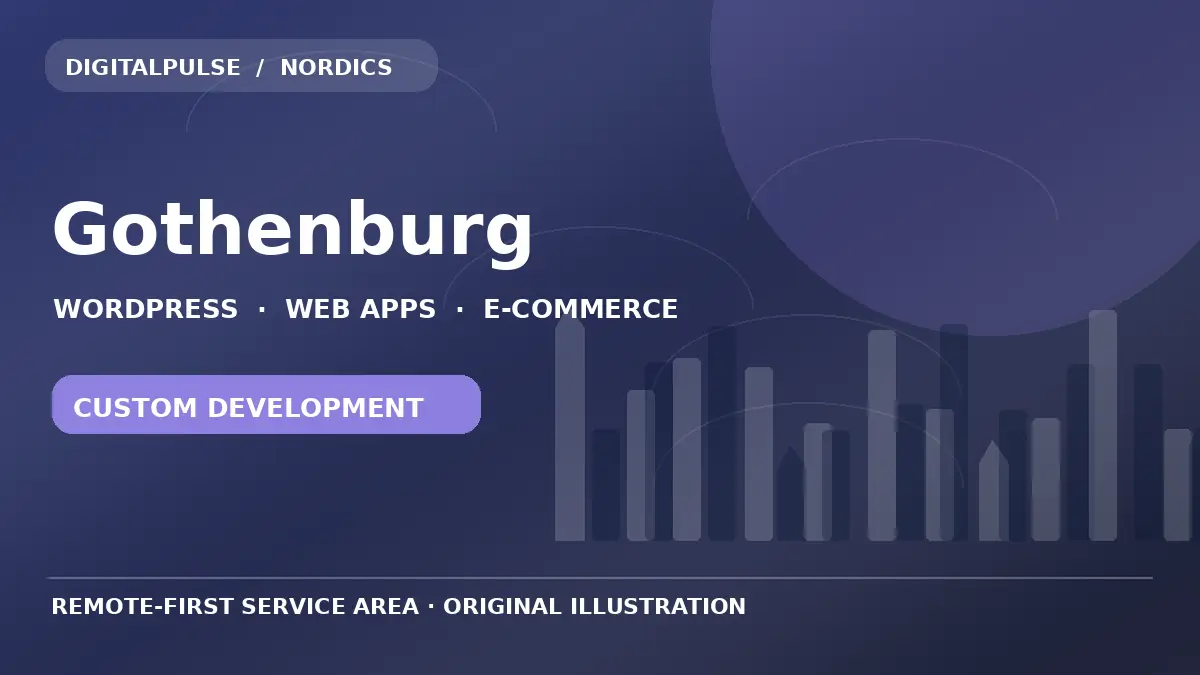 DIGITALPULSE / NORDICS
Gothenburg
WORDPRESS · WEB APPS · E-COMMERCE
CUSTOM DEVELOPMENT
REMOTE-FIRST SERVICE AREA · ORIGINAL ILLUSTRATION